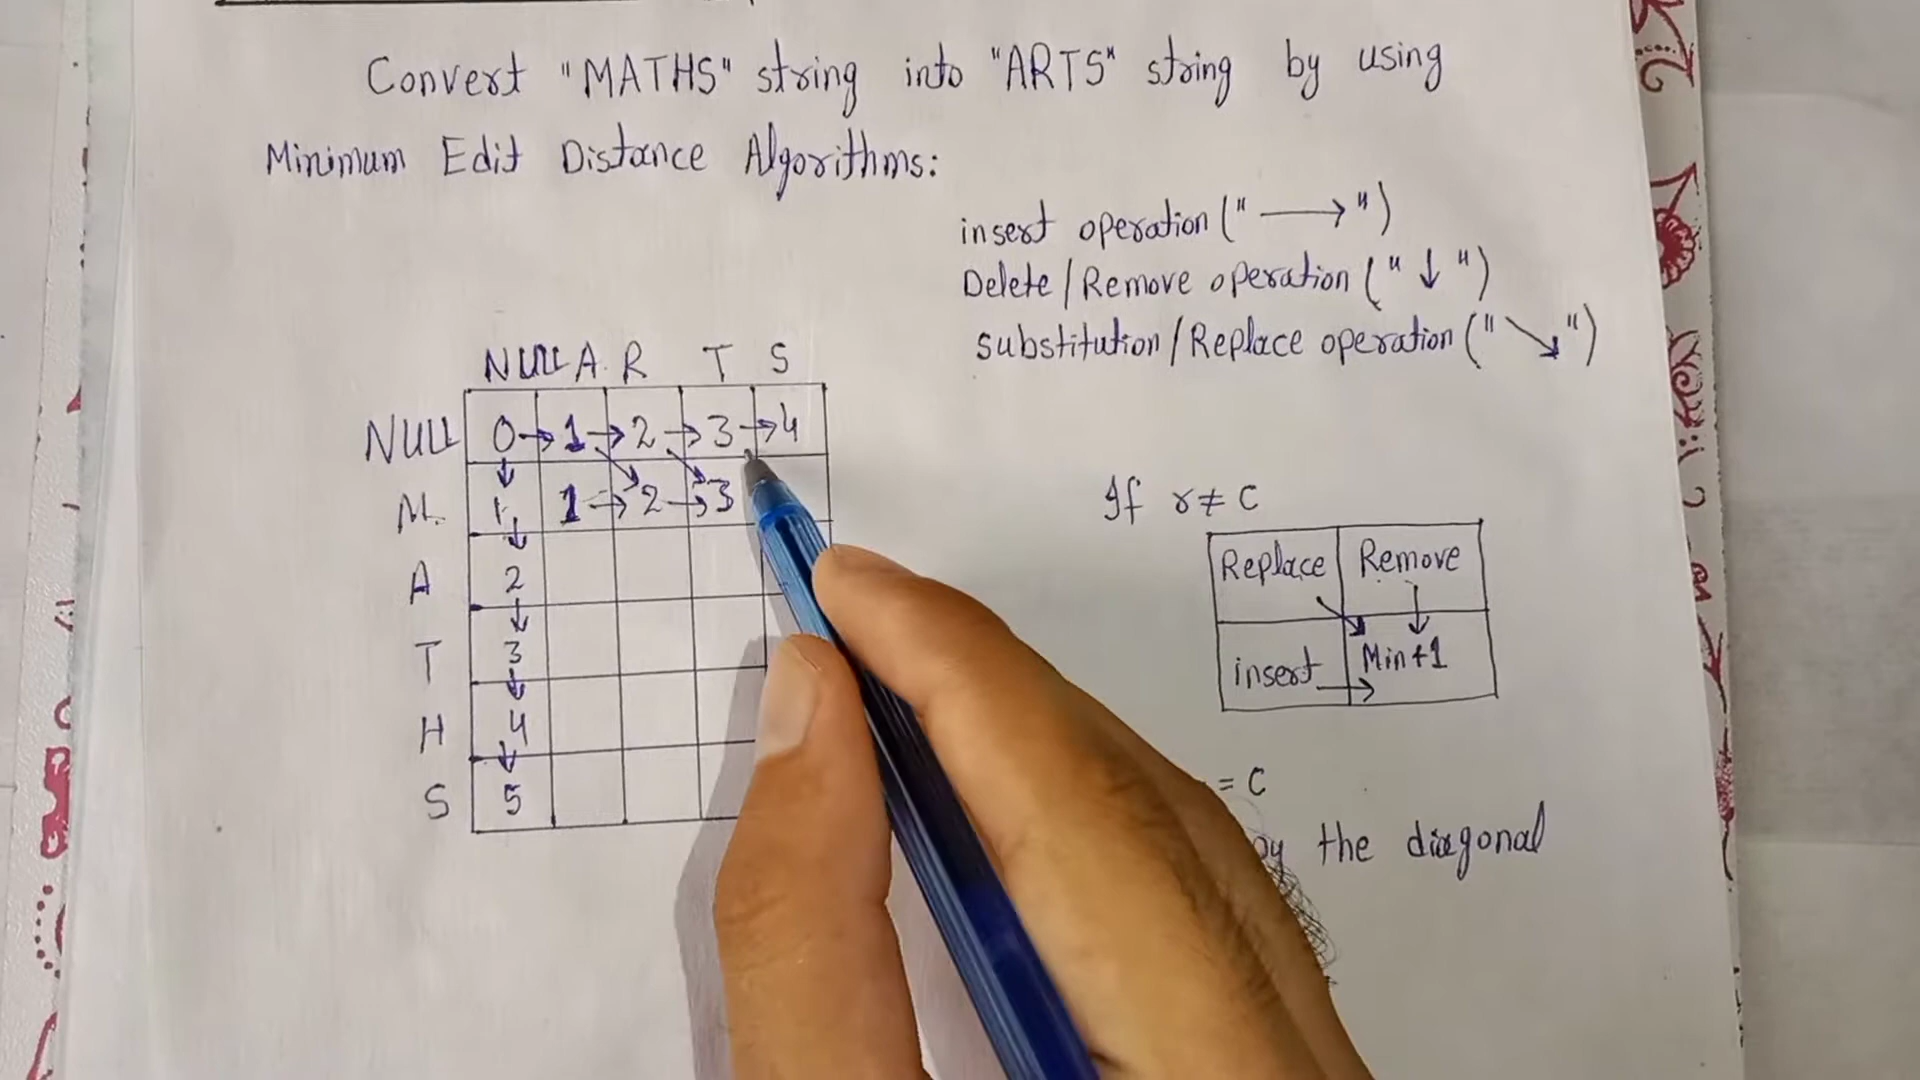 Convert "MATHS" string into "ARTS" string by using
Minimum Edit Distance Algorithms:
insert operation ("→")
Delete/Remove operation ("↓")
substitution/Replace operation ("↘")
NULL A R T S
NULL 0→1→2→3→4
M 1 1→2→3
A 2
T 3
H 4
S 5
If r≠C
Replace Remove
insert Min+1
= C
the diagonal